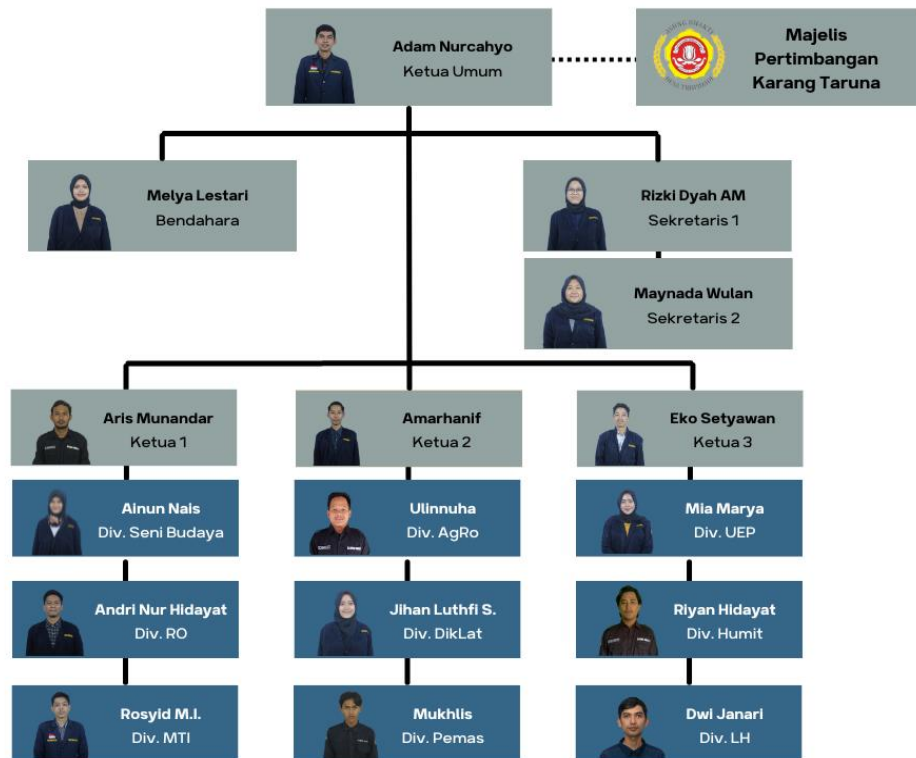 Adam Nurcahyo
Ketua Umum
Majelis
Pertimbangan
Karang Taruna
Melya Lestari
Bendahara
Rizki Dyah AM
Sekretaris 1
Maynada Wulan
Sekretaris 2
Aris Munandar
Ketua 1
Amarhanif
Ketua 2
Eko Setyawan
Ketua 3
Ainun Nais
Div. Seni Budaya
Ulinnuha
Div. AgRo
Mia Marya
Div. UEP
Andri Nur Hidayat
Div. RO
Jihan Luthfi S.
Div. DikLat
Riyan Hidayat
Div. Humit
Rosyid M.I.
Div. MTI
Mukhlis
Div. Pemas
Dwi Janari
Div. LH